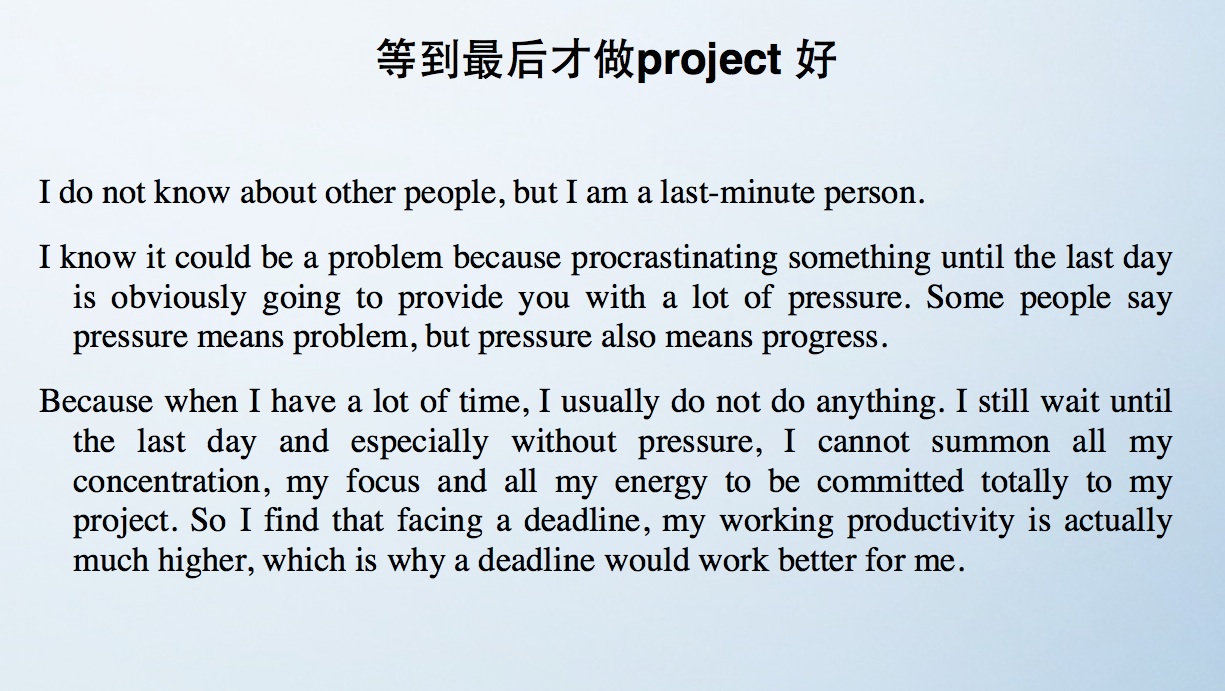 等到最后才做project 好
I do not know about other people, but I am a last-minute person.
I know it could be a problem because procrastinating something until the last day
is obviously going to provide you with a lot of pressure. Some people say
pressure means problem, but pressure also means progress.
Because when I have a lot of time, I usually do not do anything. I still wait until
the last day and especially without pressure, I cannot summon all my
concentration, my focus and all my energy to be committed totally to my
project. So I find that facing a deadline, my working productivity is actually
much higher, which is why a deadline would work better for me.